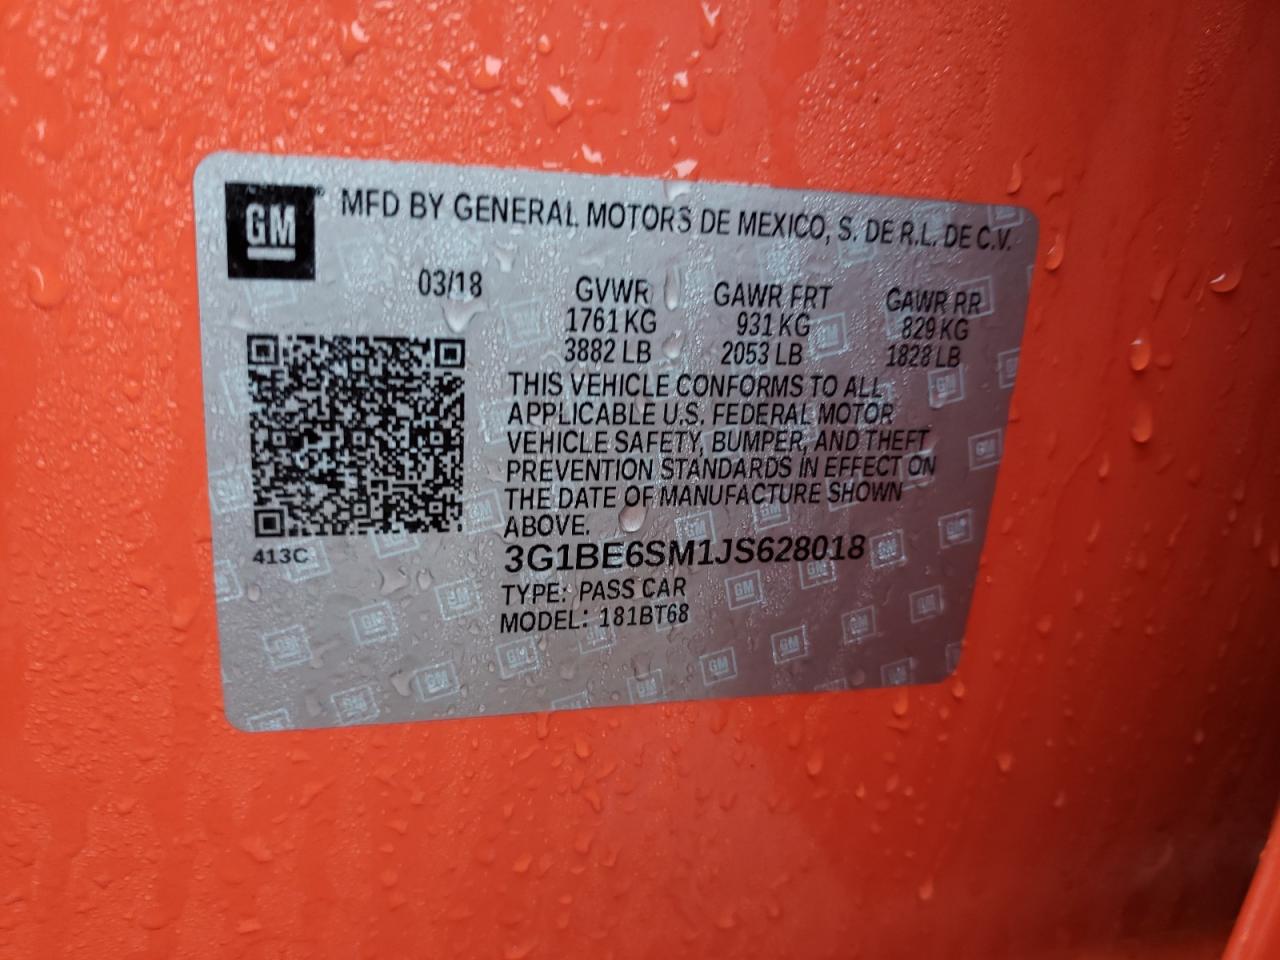 GM MFD BY GENERAL MOTORS DE MEXICO, S. DE R.L. DE C.V.
03/18 GVWR GAWR FRT GAWR RR
1761 KG 931 KG 829 KG
3882 LB 2053 LB 1828 LB
THIS VEHICLE CONFORMS TO ALL
APPLICABLE U.S. FEDERAL MOTOR
VEHICLE SAFETY, BUMPER, AND THEFT
PREVENTION STANDARDS IN EFFECT ON
THE DATE OF MANUFACTURE SHOWN
ABOVE.
413C
3G1BE6SM1JS628018
TYPE: PASS CAR
MODEL: 181BT68